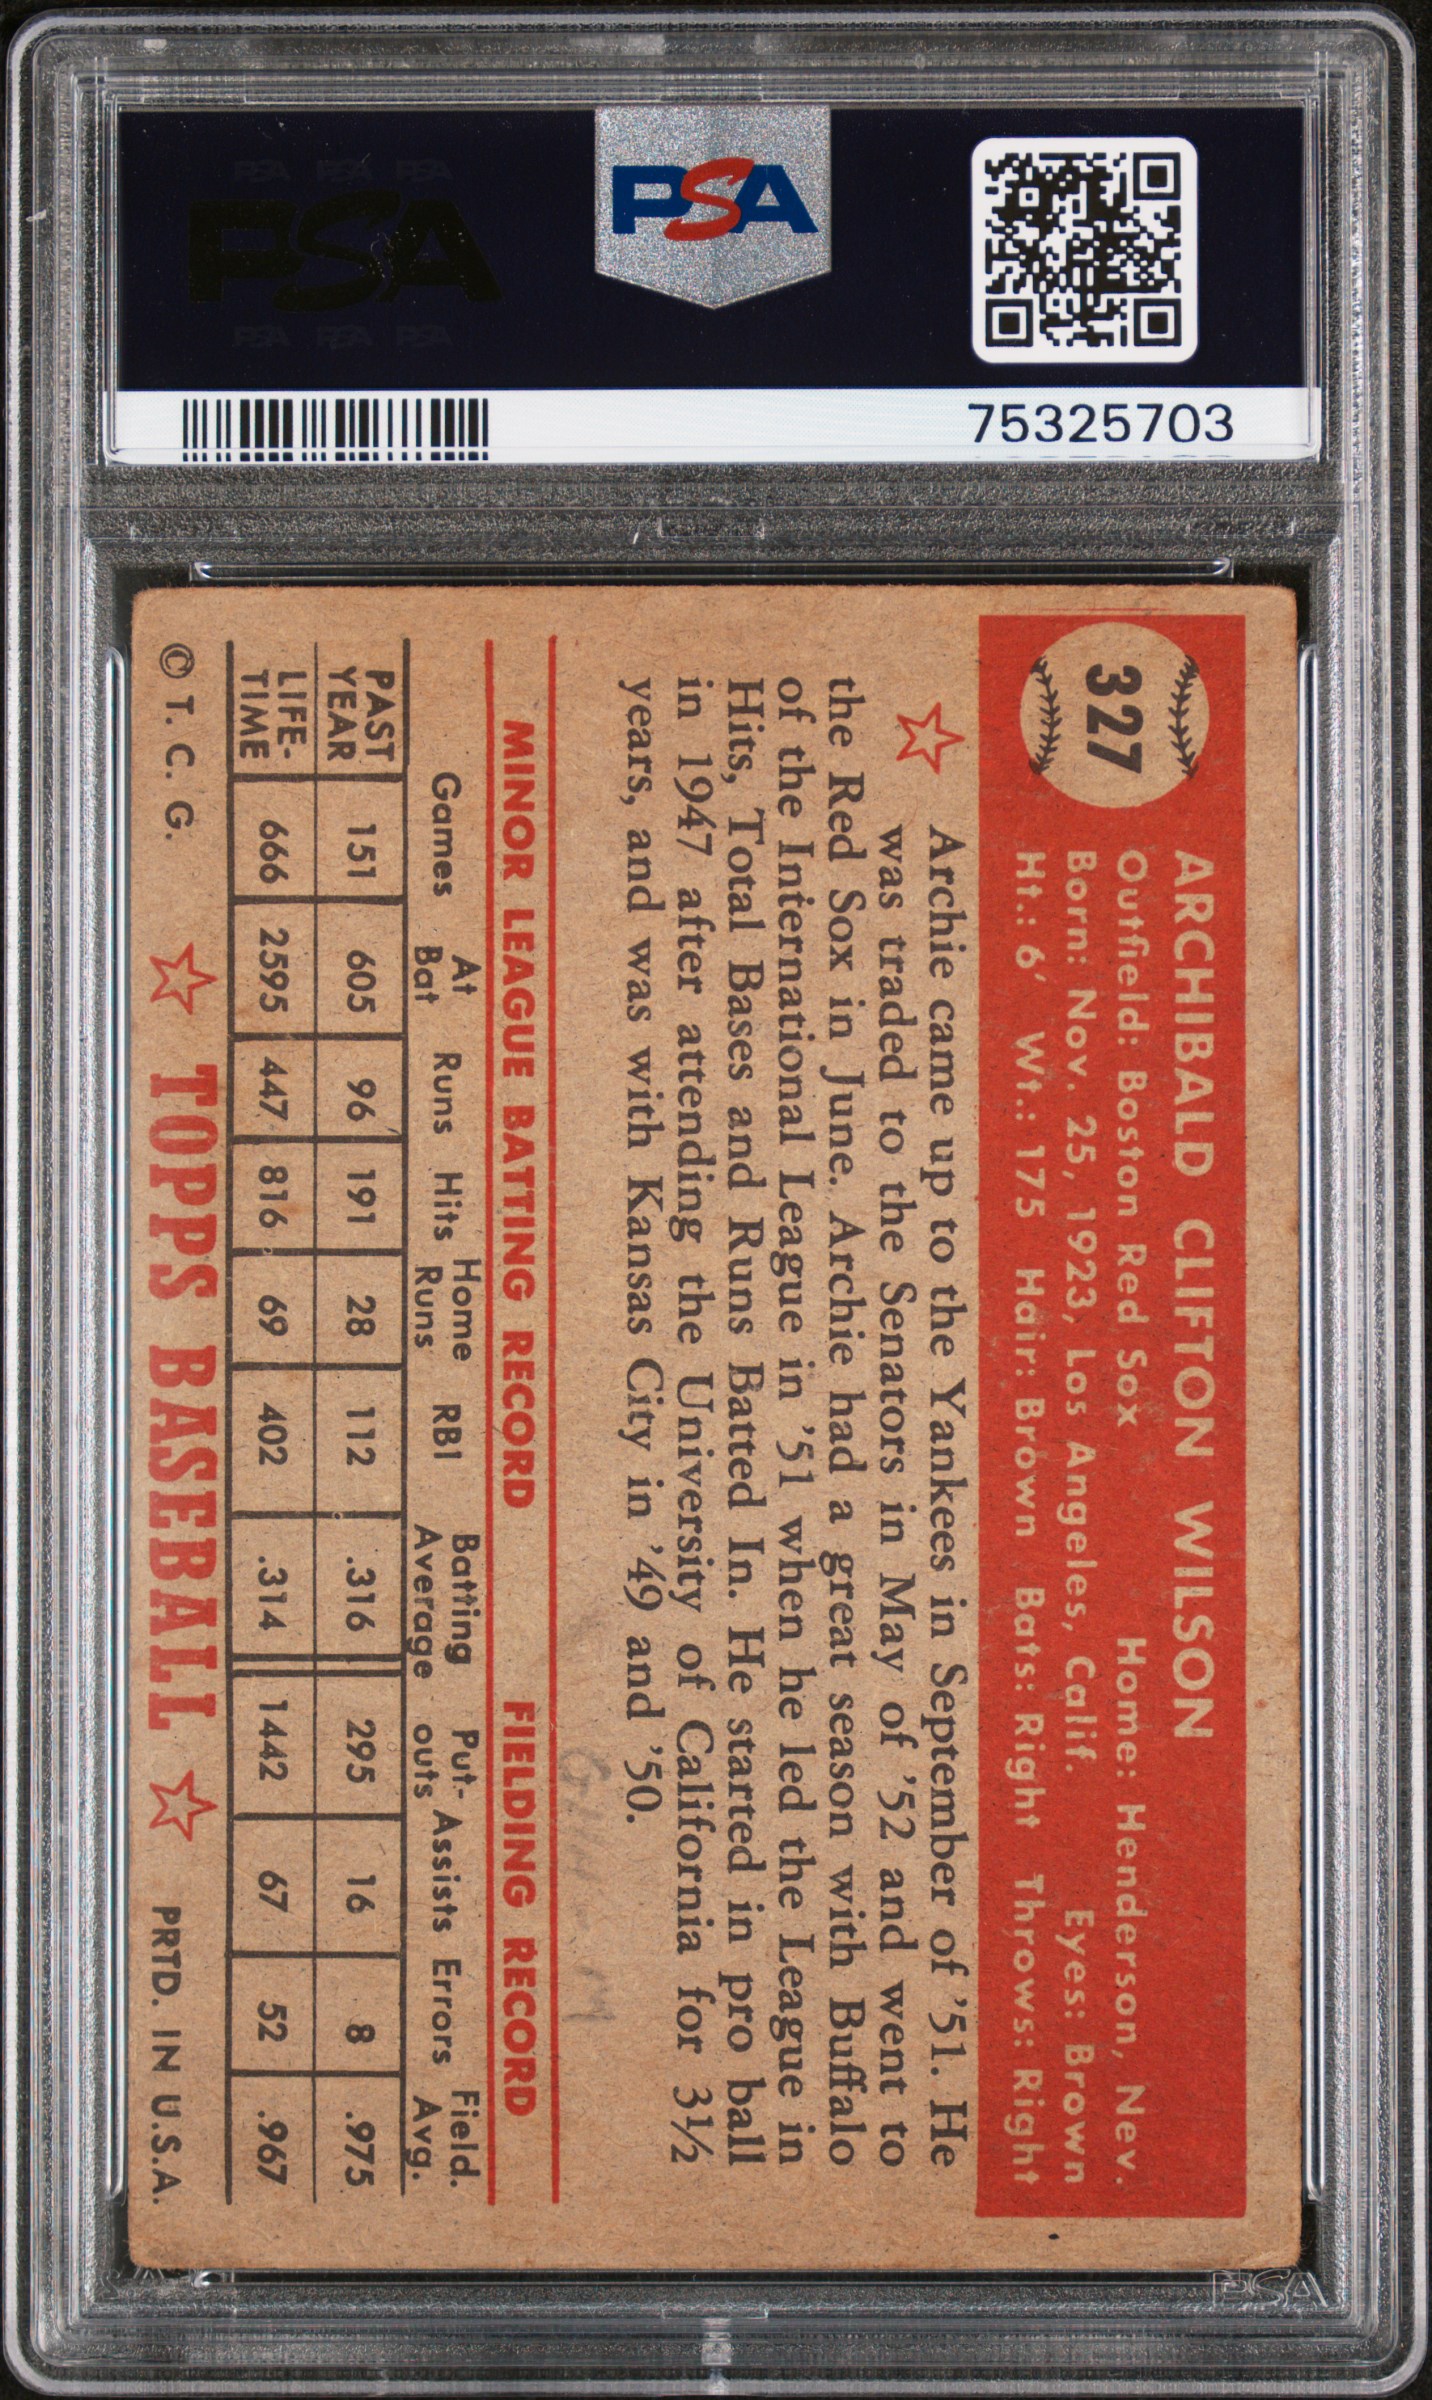 PSA PSA PSA
PSA
PSA PSA PSA
PSA
75325703
327
ARCHIBALD CLIFTON WILSON
Outfield: Boston Red Sox Home: Henderson, Nev.
Born: Nov. 25, 1923, Los Angeles, Calif. Eyes: Brown
Ht.: 6′ Wt.: 175 Hair: Brown Bats: Right Throws: Right
Archie came up to the Yankees in September of ’51. He
was traded to the Senators in May of ’52 and went to
the Red Sox in June. Archie had a great season with Buffalo
of the International League in ’51 when he led the League in
Hits, Total Bases and Runs Batted In. He started in pro ball
in 1947 after attending the University of California for 3½
years, and was with Kansas City in ’49 and ’50.
MINOR LEAGUE BATTING RECORD FIELDING RECORD
Games At Bat Runs Hits Home Runs RBI Batting Average Put-outs Assists Errors Field. Avg.
PAST YEAR 151 605 96 191 28 112 .316 295 16 8 .975
LIFE-TIME 666 2595 447 816 69 402 .314 1442 67 52 .967
© T. C. G. ☆ TOPPS BASEBALL ☆ PRTD. IN U.S.A.
PSA